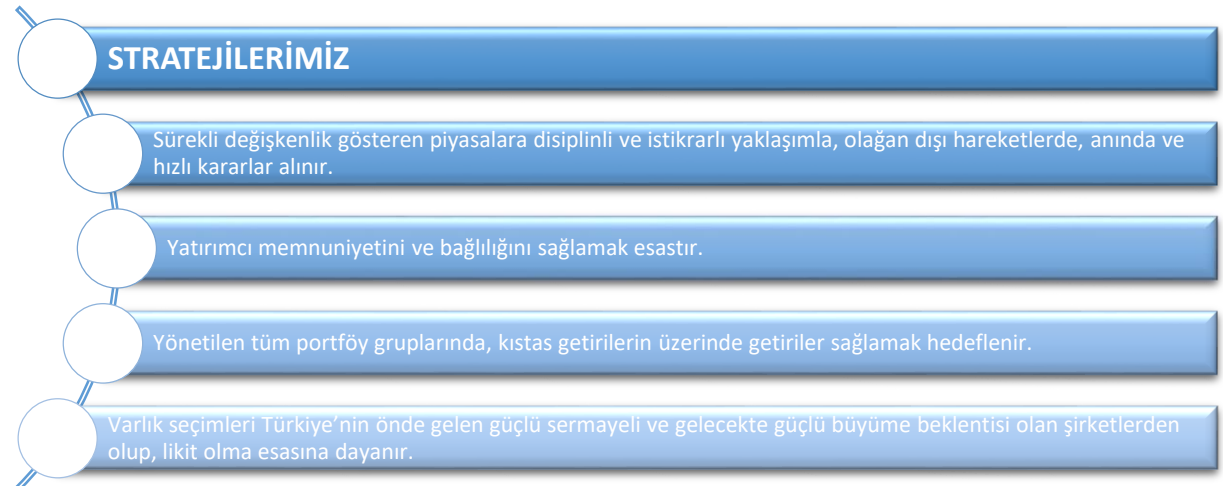 STRATEJİLERİMİZ
Sürekli değişkenlik gösteren piyasalara disiplinli ve istikrarlı yaklaşımla, olağan dışı hareketlerde, anında ve
hızlı kararlar alınır.
Yatırımcı memnuniyetini ve bağlılığını sağlamak esastır.
Yönetilen tüm portföy gruplarında, kıstas getirilerin üzerinde getiriler sağlamak hedeflenir.
Varlık seçimleri Türkiye’nin önde gelen güçlü sermayeli ve gelecekte güçlü büyüme beklentisi olan şirketlerden
olup, likit olma esasına dayanır.